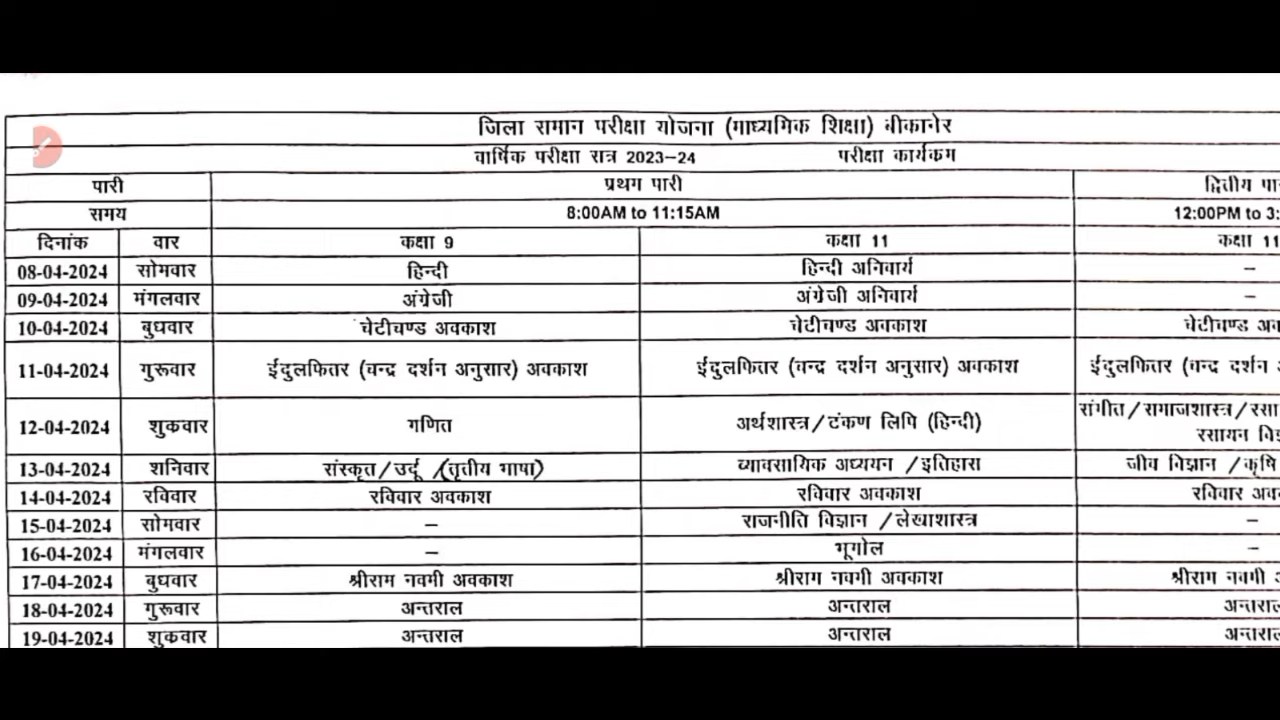 जिला समान परीक्षा योजना (माध्यमिक शिक्षा) बीकानेर
वार्षिक परीक्षा सत्र 2023-24 परीक्षा कार्यकम
पारी प्रथम पारी द्वितीय
समय 8:00AM to 11:15AM 12:00PM to 3:
दिनांक वार कक्षा 9 कक्षा 11 कक्षा 11
08-04-2024 सोमवार हिन्दी हिन्दी अनिवार्य –
09-04-2024 मंगलवार अंग्रेजी अंग्रेजी अनिवार्य –
10-04-2024 बुधवार चेटीचण्ड अवकाश चेटीचण्ड अवकाश चेटीचण्ड
11-04-2024 गुरूवार ईदुलफितर (चन्द्र दर्शन अनुसार) अवकाश ईदुलफितर (चन्द्र दर्शन अनुसार) अवकाश ईदुलफितर (चन्द्र दर्शन
12-04-2024 शुकवार गणित अर्थशास्त्र/टंकण लिपि (हिन्दी) संगीत/समाजशास्त्र/
रसायन
13-04-2024 शनिवार संस्कृत/उर्दू /(तृतीय भाषा) व्यावसायिक अध्ययन /इतिहास जीव विज्ञान /कृषि
14-04-2024 रविवार रविवार अवकाश रविवार अवकाश रविवार
15-04-2024 सोमवार – राजनीति विज्ञान /लेखाशास्त्र –
16-04-2024 मंगलवार – भूगोल –
17-04-2024 बुधवार श्रीराम नवमी अवकाश श्रीराम नवमी अवकाश श्रीराम नवमी
18-04-2024 गुरूवार अन्तराल अन्तराल
19-04-2024 शुकवार अन्तराल अन्तराल